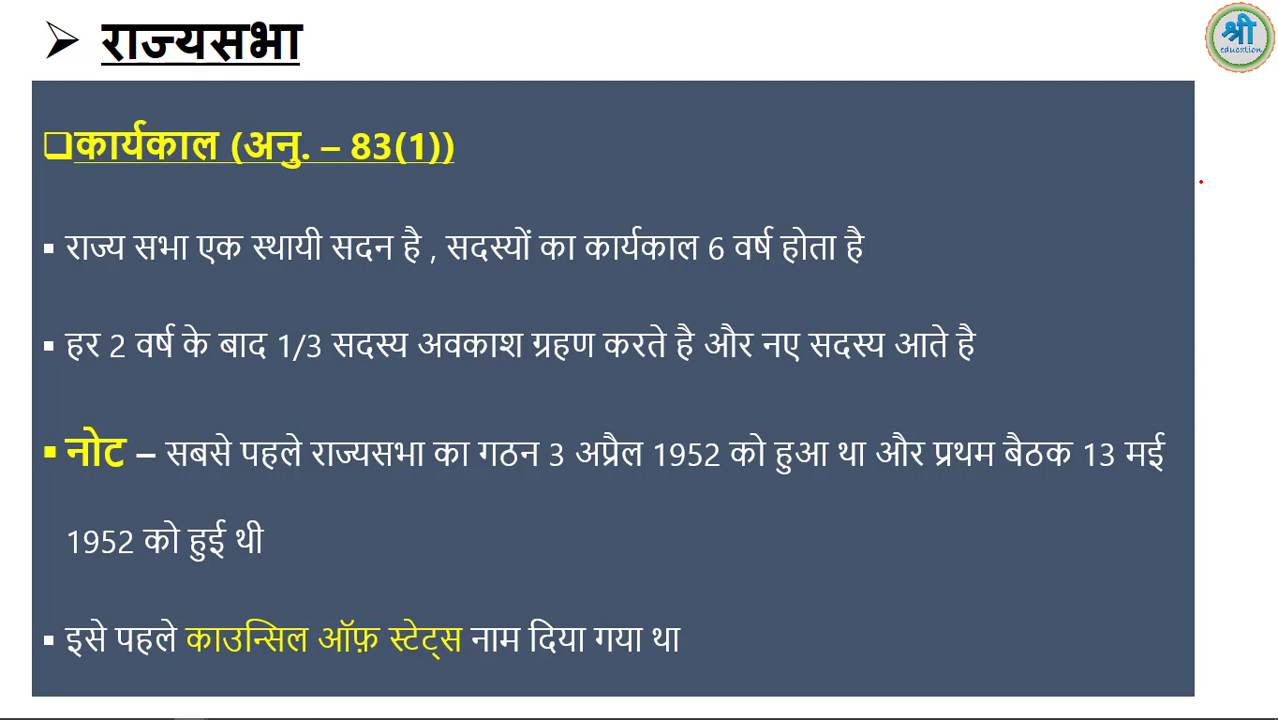 ➢ राज्यसभा
श्री
education
❑कार्यकाल (अनु. – 83(1))
▪ राज्य सभा एक स्थायी सदन है , सदस्यों का कार्यकाल 6 वर्ष होता है
▪ हर 2 वर्ष के बाद 1/3 सदस्य अवकाश ग्रहण करते है और नए सदस्य आते है
▪ नोट – सबसे पहले राज्यसभा का गठन 3 अप्रैल 1952 को हुआ था और प्रथम बैठक 13 मई
1952 को हुई थी
▪ इसे पहले काउन्सिल ऑफ़ स्टेट्स नाम दिया गया था